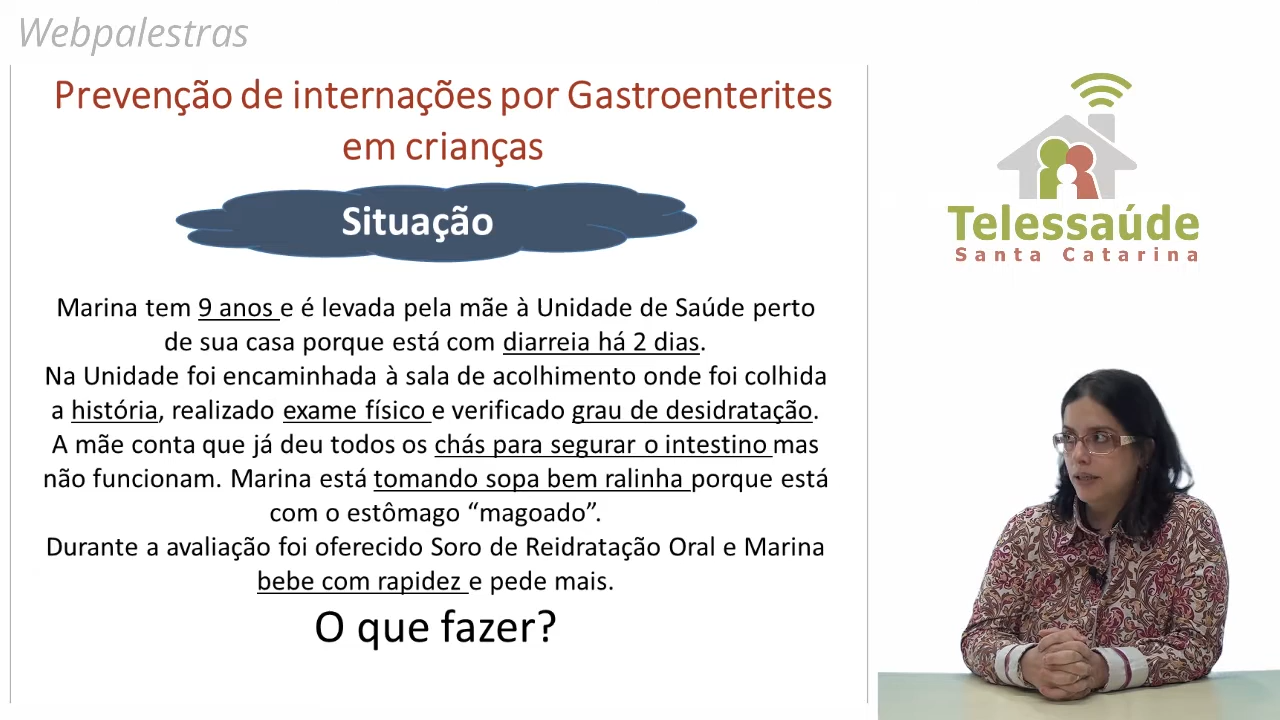 Webpalestras
Prevenção de internações por Gastroenterites
em crianças
Situação
Marina tem 9 anos e é levada pela mãe à Unidade de Saúde perto
de sua casa porque está com diarreia há 2 dias.
Na Unidade foi encaminhada à sala de acolhimento onde foi colhida
a história, realizado exame físico e verificado grau de desidratação.
A mãe conta que já deu todos os chás para segurar o intestino mas
não funcionam. Marina está tomando sopa bem ralinha porque está
com o estômago “magoado”.
Durante a avaliação foi oferecido Soro de Reidratação Oral e Marina
bebe com rapidez e pede mais.
O que fazer?
Telessaúde
Santa Catarina